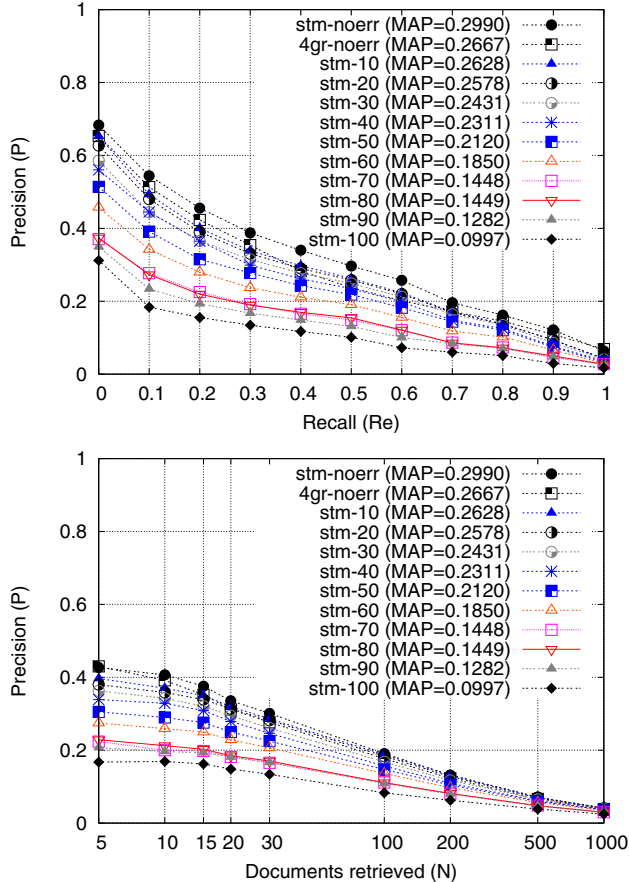 stm-noerr (MAP=0.2990)
4gr-noerr (MAP=0.2667)
stm-10 (MAP=0.2628)
stm-20 (MAP=0.2578)
stm-30 (MAP=0.2431)
stm-40 (MAP=0.2311)
stm-50 (MAP=0.2120)
stm-60 (MAP=0.1850)
stm-70 (MAP=0.1448)
stm-80 (MAP=0.1449)
stm-90 (MAP=0.1282)
stm-100 (MAP=0.0997)
Precision (P)
1
0.8
0.6
0.4
0.2
0
0 0.1 0.2 0.3 0.4 0.5 0.6 0.7 0.8 0.9 1
Recall (Re)
stm-noerr (MAP=0.2990)
4gr-noerr (MAP=0.2667)
stm-10 (MAP=0.2628)
stm-20 (MAP=0.2578)
stm-30 (MAP=0.2431)
stm-40 (MAP=0.2311)
stm-50 (MAP=0.2120)
stm-60 (MAP=0.1850)
stm-70 (MAP=0.1448)
stm-80 (MAP=0.1449)
stm-90 (MAP=0.1282)
stm-100 (MAP=0.0997)
Precision (P)
1
0.8
0.6
0.4
0.2
0
5 10 15 20 30 100 200 500 1000
Documents retrieved (N)